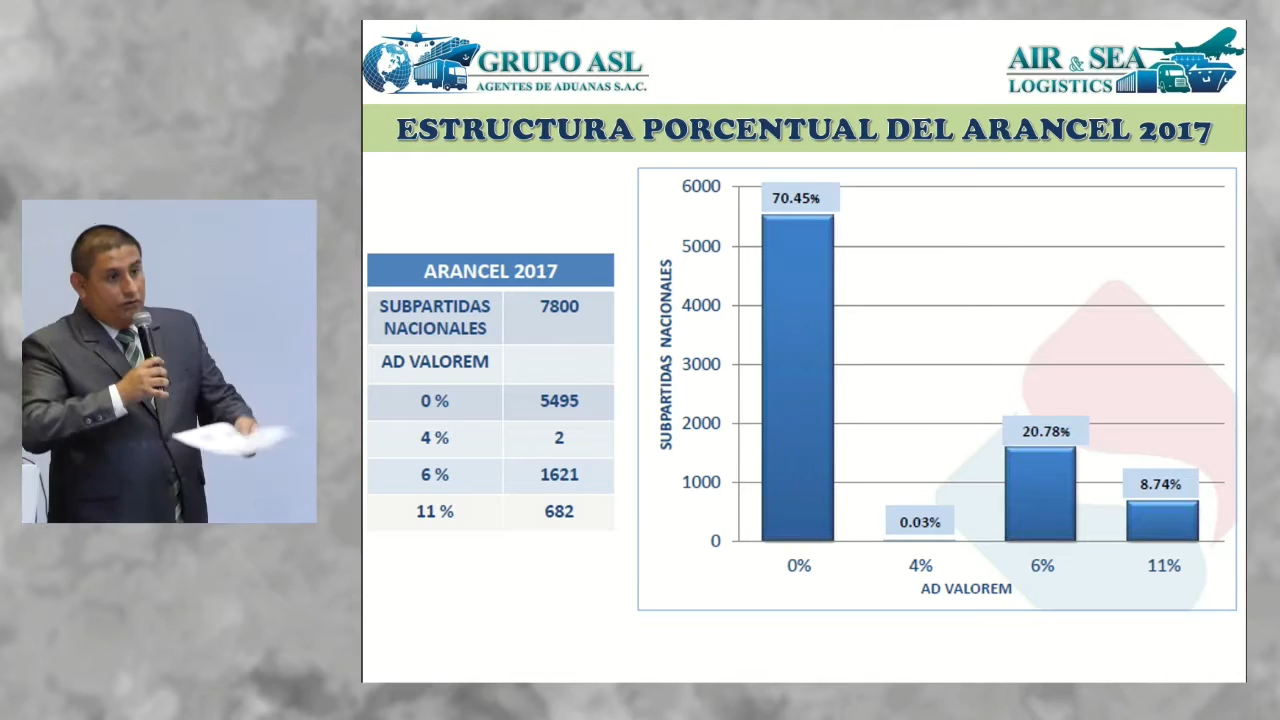 GRUPO ASL
AGENTES DE ADUANAS S.A.C.
AIR & SEA
LOGISTICS
ESTRUCTURA PORCENTUAL DEL ARANCEL 2017
ARANCEL 2017
SUBPARTIDAS NACIONALES 7800
AD VALOREM
0 % 5495
4 % 2
6 % 1621
11 % 682
SUBPARTIDAS NACIONALES
6000
5000
4000
3000
2000
1000
0
70.45%
0.03%
20.78%
8.74%
0% 4% 6% 11%
AD VALOREM